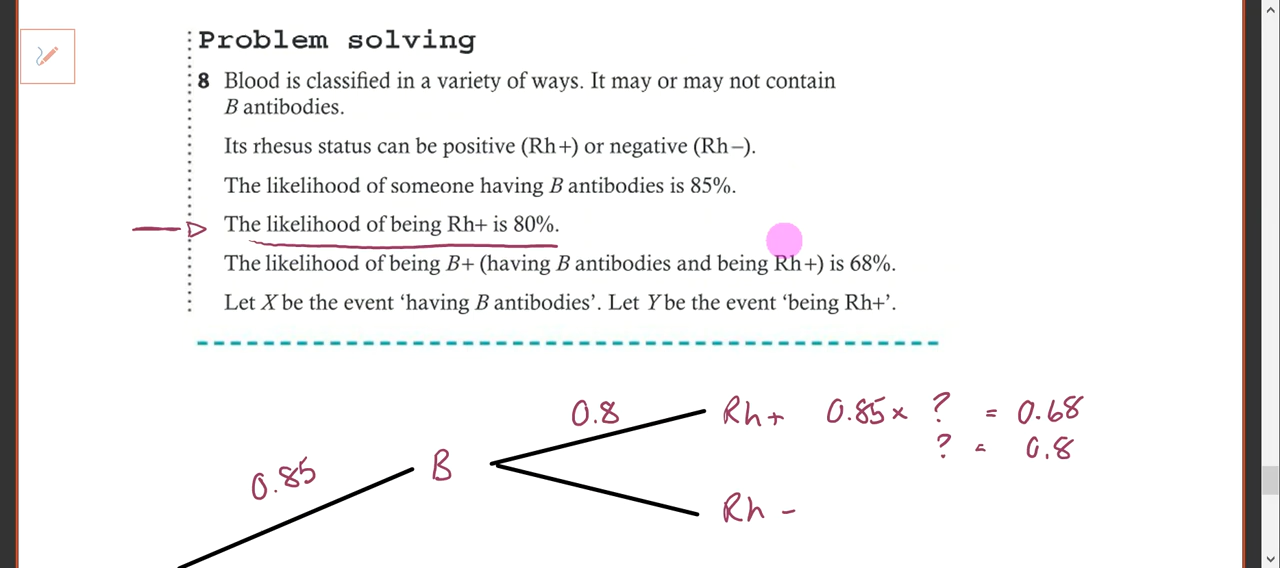 Problem solving
8 Blood is classified in a variety of ways. It may or may not contain
B antibodies.
Its rhesus status can be positive (Rh+) or negative (Rh−).
The likelihood of someone having B antibodies is 85%.
The likelihood of being Rh+ is 80%.
The likelihood of being B+ (having B antibodies and being Rh+) is 68%.
Let X be the event ‘having B antibodies’. Let Y be the event ‘being Rh+’.
0.8 Rh+ 0.85 × ? = 0.68
? = 0.8
0.85 B
Rh −